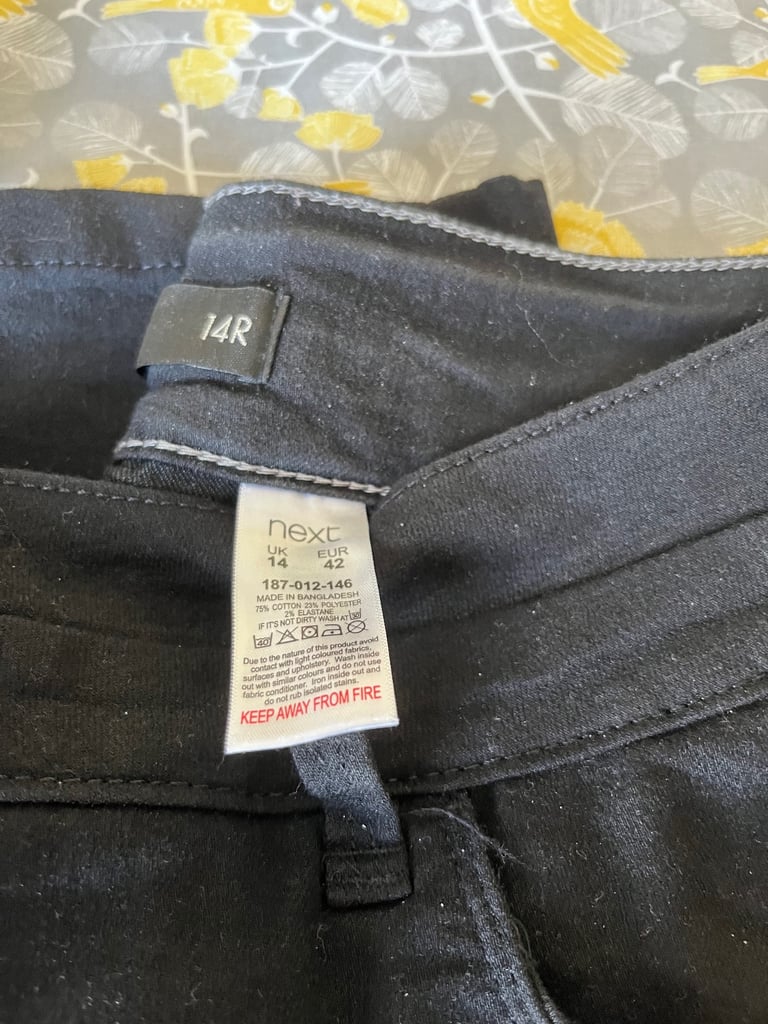 14R
next
UK EUR
14 42
187-012-146
MADE IN BANGLADESH
75% COTTON 23% POLYESTER
2% ELASTANE
IF IT'S NOT DIRTY WASH AT 30
40
Due to the nature of this product avoid
contact with light coloured fabrics,
surfaces and upholstery. Wash inside
out with similar colours and do not use
fabric conditioner. Iron inside out and
do not rub isolated stains.
KEEP AWAY FROM FIRE